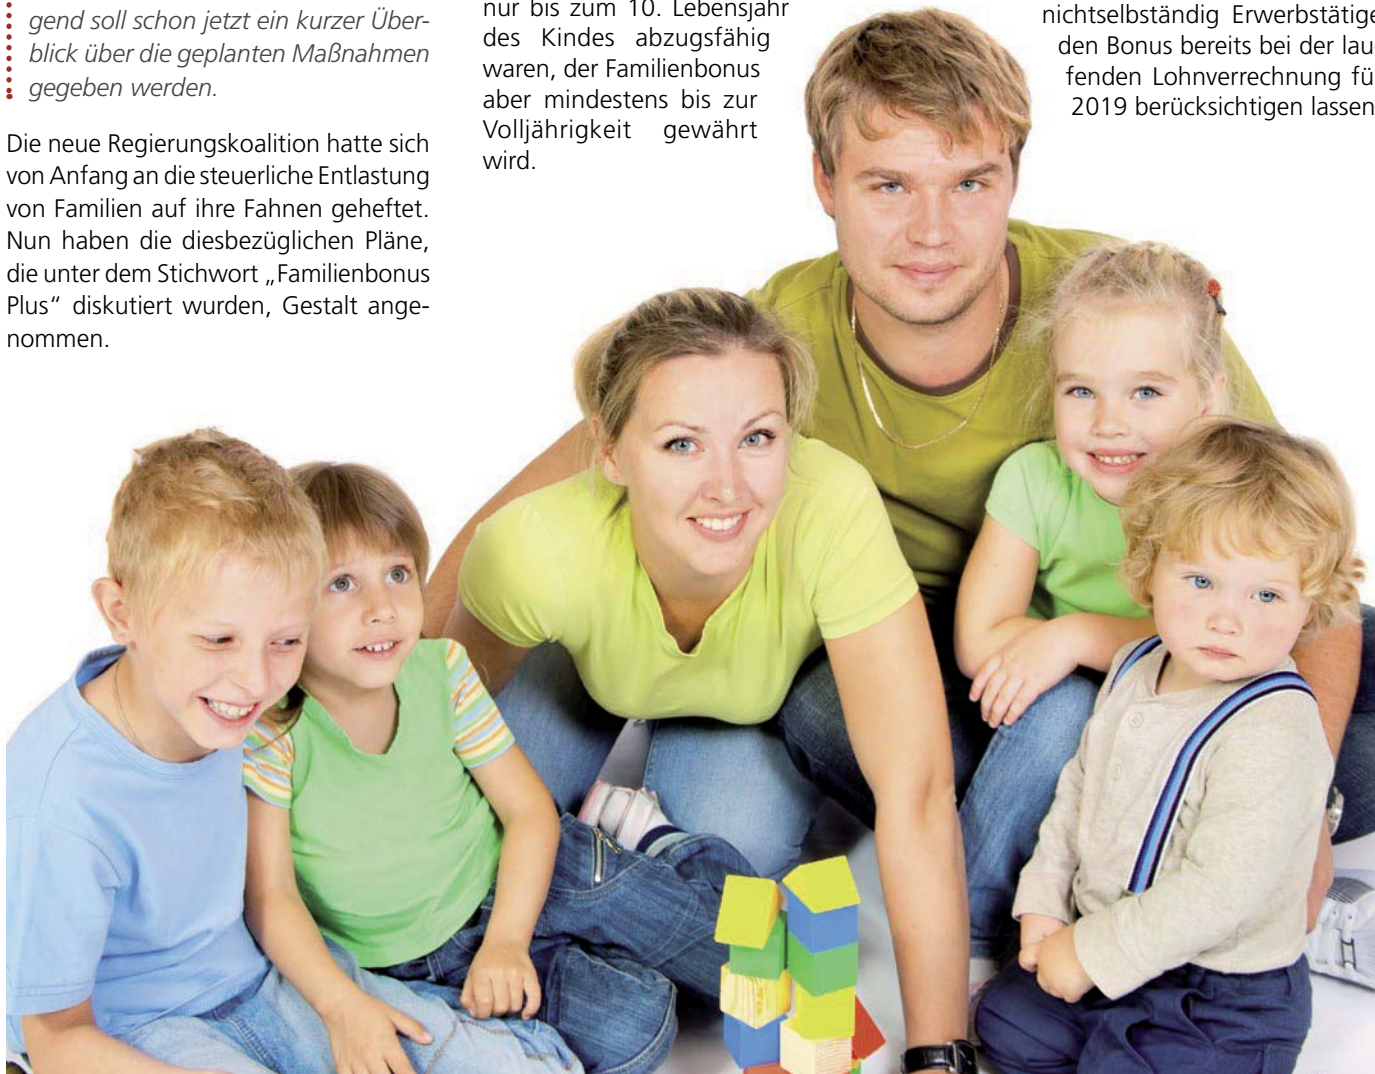 gend soll schon jetzt ein kurzer Über-
blick über die geplanten Maßnahmen
gegeben werden.
Die neue Regierungskoalition hatte sich
von Anfang an die steuerliche Entlastung
von Familien auf ihre Fahnen geheftet.
Nun haben die diesbezüglichen Pläne,
die unter dem Stichwort „Familienbonus
Plus“ diskutiert wurden, Gestalt ange-
nommen.
nur bis zum 10. Lebensjahr
des Kindes abzugsfähig
waren, der Familienbonus
aber mindestens bis zur
Volljährigkeit gewährt
wird.
nichtselbständig Erwerbstätige
den Bonus bereits bei der lau-
fenden Lohnverrechnung fü
2019 berücksichtigen lassen